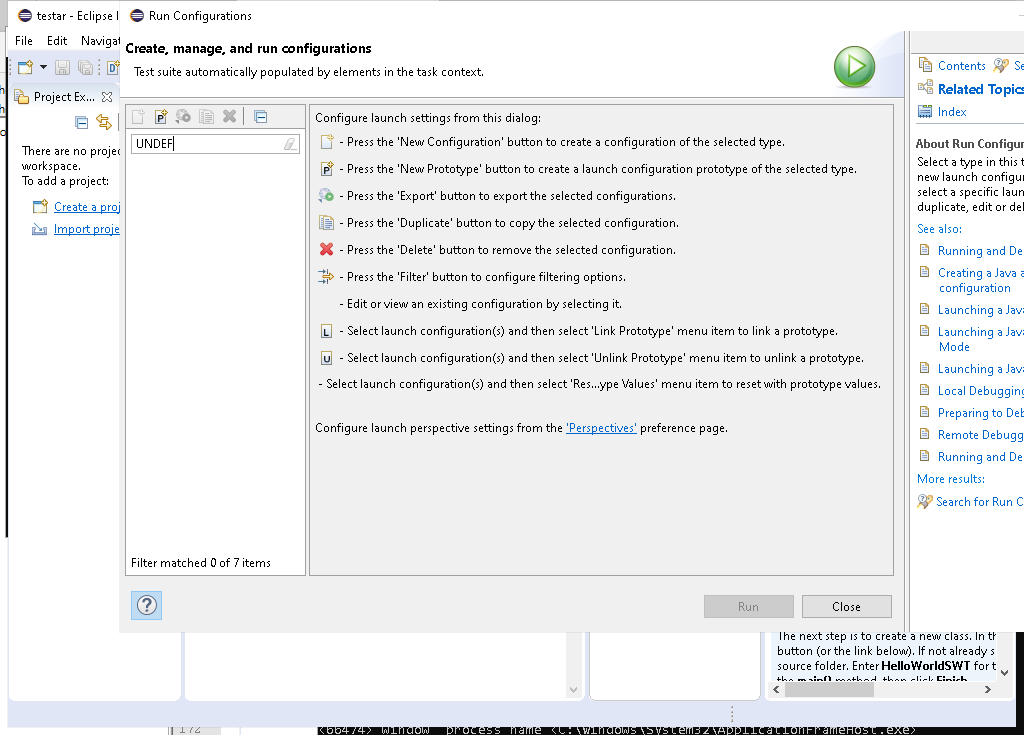 testar - Eclipse I
Run Configurations
File Edit Navigat
Create, manage, and run configurations
Test suite automatically populated by elements in the task context.
Project Ex...
There are no projec
workspace.
To add a project:
Create a proj
Import proje
UNDEF
Filter matched 0 of 7 items
Configure launch settings from this dialog:
- Press the 'New Configuration' button to create a configuration of the selected type.
- Press the 'New Prototype' button to create a launch configuration prototype of the selected type.
- Press the 'Export' button to export the selected configurations.
- Press the 'Duplicate' button to copy the selected configuration.
- Press the 'Delete' button to remove the selected configuration.
- Press the 'Filter' button to configure filtering options.
- Edit or view an existing configuration by selecting it.
L - Select launch configuration(s) and then select 'Link Prototype' menu item to link a prototype.
U - Select launch configuration(s) and then select 'Unlink Prototype' menu item to unlink a prototype.
- Select launch configuration(s) and then select 'Res...ype Values' menu item to reset with prototype values.
Configure launch perspective settings from the 'Perspectives' preference page.
Run Close
Contents Se
Related Topics
Index
About Run Configur
Select a type in this t
new launch configur
select a specific laun
duplicate, edit or del
See also:
Running and De
Creating a Java a
configuration
Launching a Java
Launching a Java
Mode
Launching a Java
Local Debugging
Preparing to Deb
Remote Debugg
Running and De
More results:
Search for Run C
The next step is to create a new class. In th
button (or the link below). If not already s
source folder. Enter HelloWorldSWT for t
the main() method, then click Finish.
172
<66474> window process name <C:\Windows\System32\ApplicationFrameHost.exe>